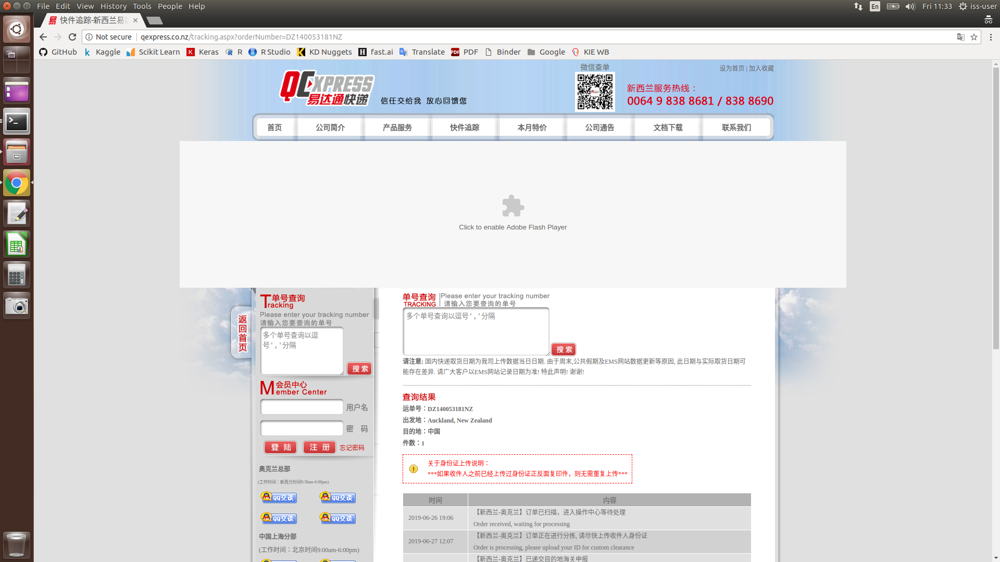 File Edit View History Tools People Help
En
Fri 11:33
iss-user
易 快件追踪-新西兰易
Not secure
qexpress.co.nz/tracking.aspx?orderNumber=DZ140053181NZ
GitHub
Kaggle
Scikit Learn
Keras
R
R Studio
KD Nuggets
fast.ai
Translate
PDF
Binder
Google
KIE WB
QEXPRESS
易达通快递
信任交给我 放心回馈您
微信查单
设为首页 | 加入收藏
新西兰服务热线：
0064 9 838 8681 / 838 8690
首页
公司简介
产品服务
快件追踪
本月特价
公司通告
文档下载
联系我们
Click to enable Adobe Flash Player
返回首页
单号查询
Tracking
Please enter your tracking number
请输入您要查询的单号
多个单号查询以逗
号','分隔
搜 索
会员中心
Member Center
用户名
密 码
登 陆
注 册
忘记密码
奥克兰总部
(工作时间：新西兰时间9:30am-6:00pm)
QQ交谈
QQ交谈
QQ交谈
QQ交谈
中国上海分部
(工作时间：北京时间9:00am-6:00pm)
单号查询
TRACKING
Please enter your tracking number
请输入您要查询的单号
多个单号查询以逗号','分隔
搜 索
请注意: 国内快递取货日期为我司上传数据当日日期. 由于周末,公共假期及EMS网站数据更新等原因, 此日期与实际取货日期可
能存在差异. 请广大客户以EMS网站记录日期为准! 特此声明! 谢谢!
查询结果
运单号：DZ140053181NZ
出发地：Auckland, New Zealand
目的地：中国
件数：1
关于身份证上传说明：
***如果收件人之前已经上传过身份证正反面复印件，则无需重复上传***
时间
内容
2019-06-26 19:06
【新西兰-奥克兰】订单已扫描，进入操作中心等待处理
Order received, waiting for processing
2019-06-27 12:07
【新西兰-奥克兰】订单正在进行分拣, 请尽快上传收件人身份证
Order is processing, please upload your ID for custom clearance
【新西兰-奥克兰】已递交目的地海关申报